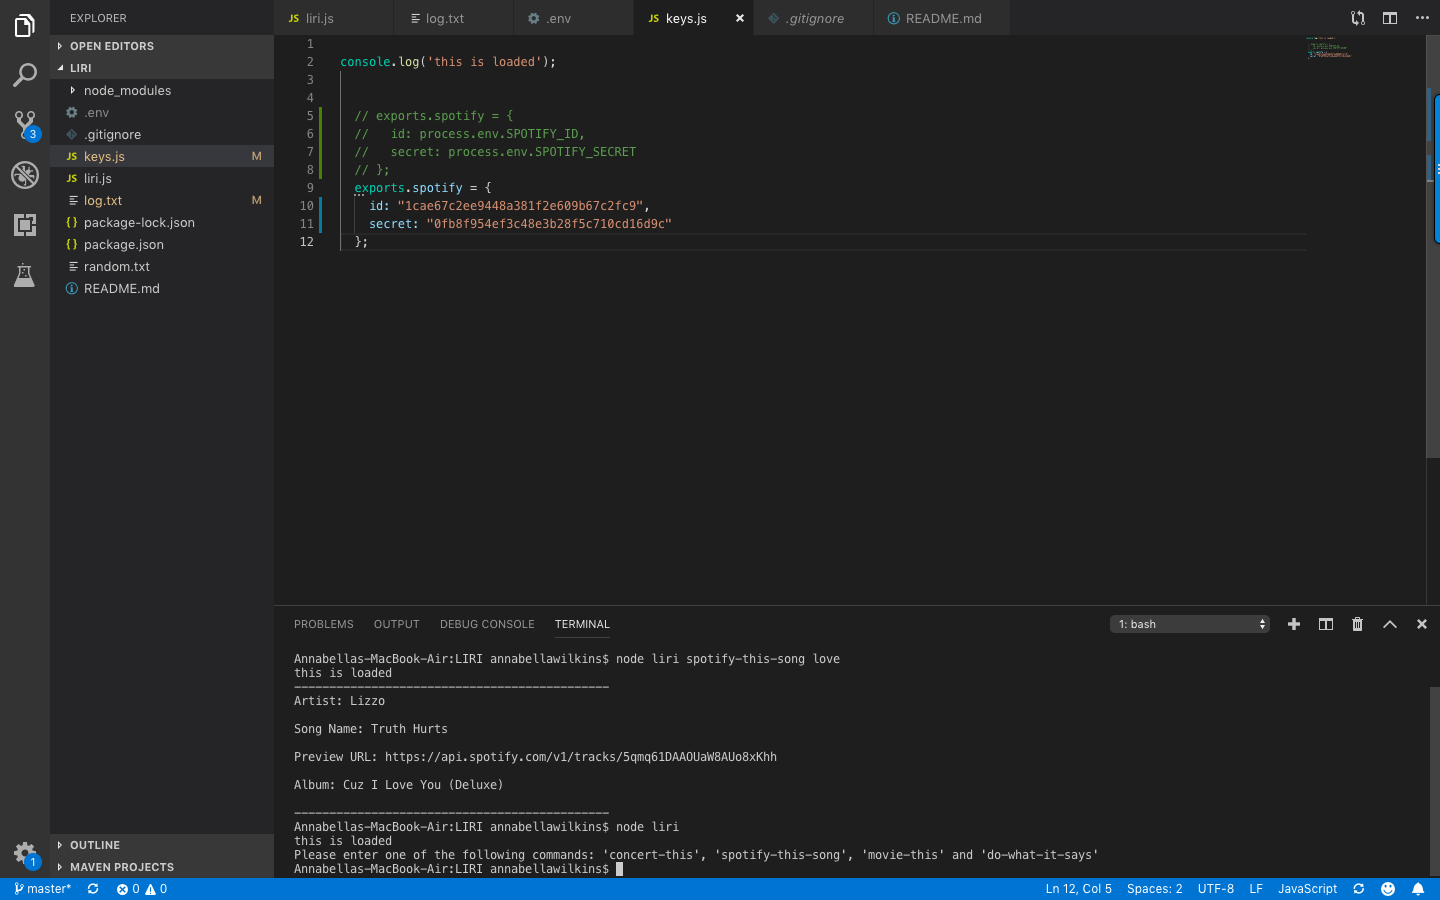 EXPLORER
OPEN EDITORS
LIRI
node_modules
.env
.gitignore
keys.js M
liri.js
log.txt M
package-lock.json
package.json
random.txt
README.md
OUTLINE
MAVEN PROJECTS
3
1
liri.js log.txt .env keys.js .gitignore README.md
1
2 console.log('this is loaded');
3
4
5 // exports.spotify = {
6 //   id: process.env.SPOTIFY_ID,
7 //   secret: process.env.SPOTIFY_SECRET
8 // };
9 exports.spotify = {
10 id: "1cae67c2ee9448a381f2e609b67c2fc9",
11 secret: "0fb8f954ef3c48e3b28f5c710cd16d9c"
12 };
PROBLEMS OUTPUT DEBUG CONSOLE TERMINAL 1: bash
Annabellas-MacBook-Air:LIRI annabellawilkins$ node liri spotify-this-song love
this is loaded
---------------------------------------------
Artist: Lizzo
Song Name: Truth Hurts
Preview URL: https://api.spotify.com/v1/tracks/5qmq61DAAOUaW8AUo8xKhh
Album: Cuz I Love You (Deluxe)
---------------------------------------------
Annabellas-MacBook-Air:LIRI annabellawilkins$ node liri
this is loaded
Please enter one of the following commands: 'concert-this', 'spotify-this-song', 'movie-this' and 'do-what-it-says'
Annabellas-MacBook-Air:LIRI annabellawilkins$
master* 0 0 Ln 12, Col 5 Spaces: 2 UTF-8 LF JavaScript